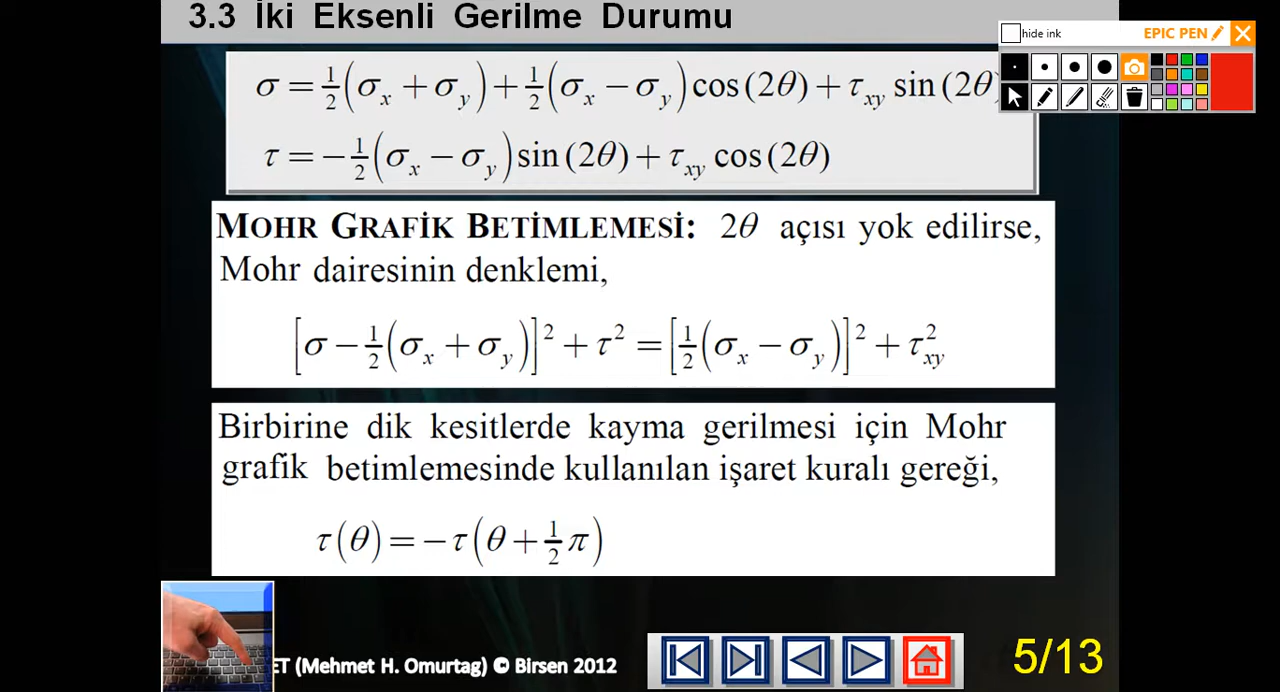 3.3 İki Eksenli Gerilme Durumu
hide ink
EPIC PEN
σ = ½(σx + σy) + ½(σx − σy) cos(2θ) + τxy sin(2θ
τ = −½(σx − σy) sin(2θ) + τxy cos(2θ)
MOHR GRAFİK BETİMLEMESİ: 2θ açısı yok edilirse,
Mohr dairesinin denklemi,
[σ − ½(σx + σy)]² + τ² = [½(σx − σy)]² + τ²xy
Birbirine dik kesitlerde kayma gerilmesi için Mohr
grafik betimlemesinde kullanılan işaret kuralı gereği,
τ(θ) = −τ(θ + ½π)
ET (Mehmet H. Omurtag) © Birsen 2012
5/13